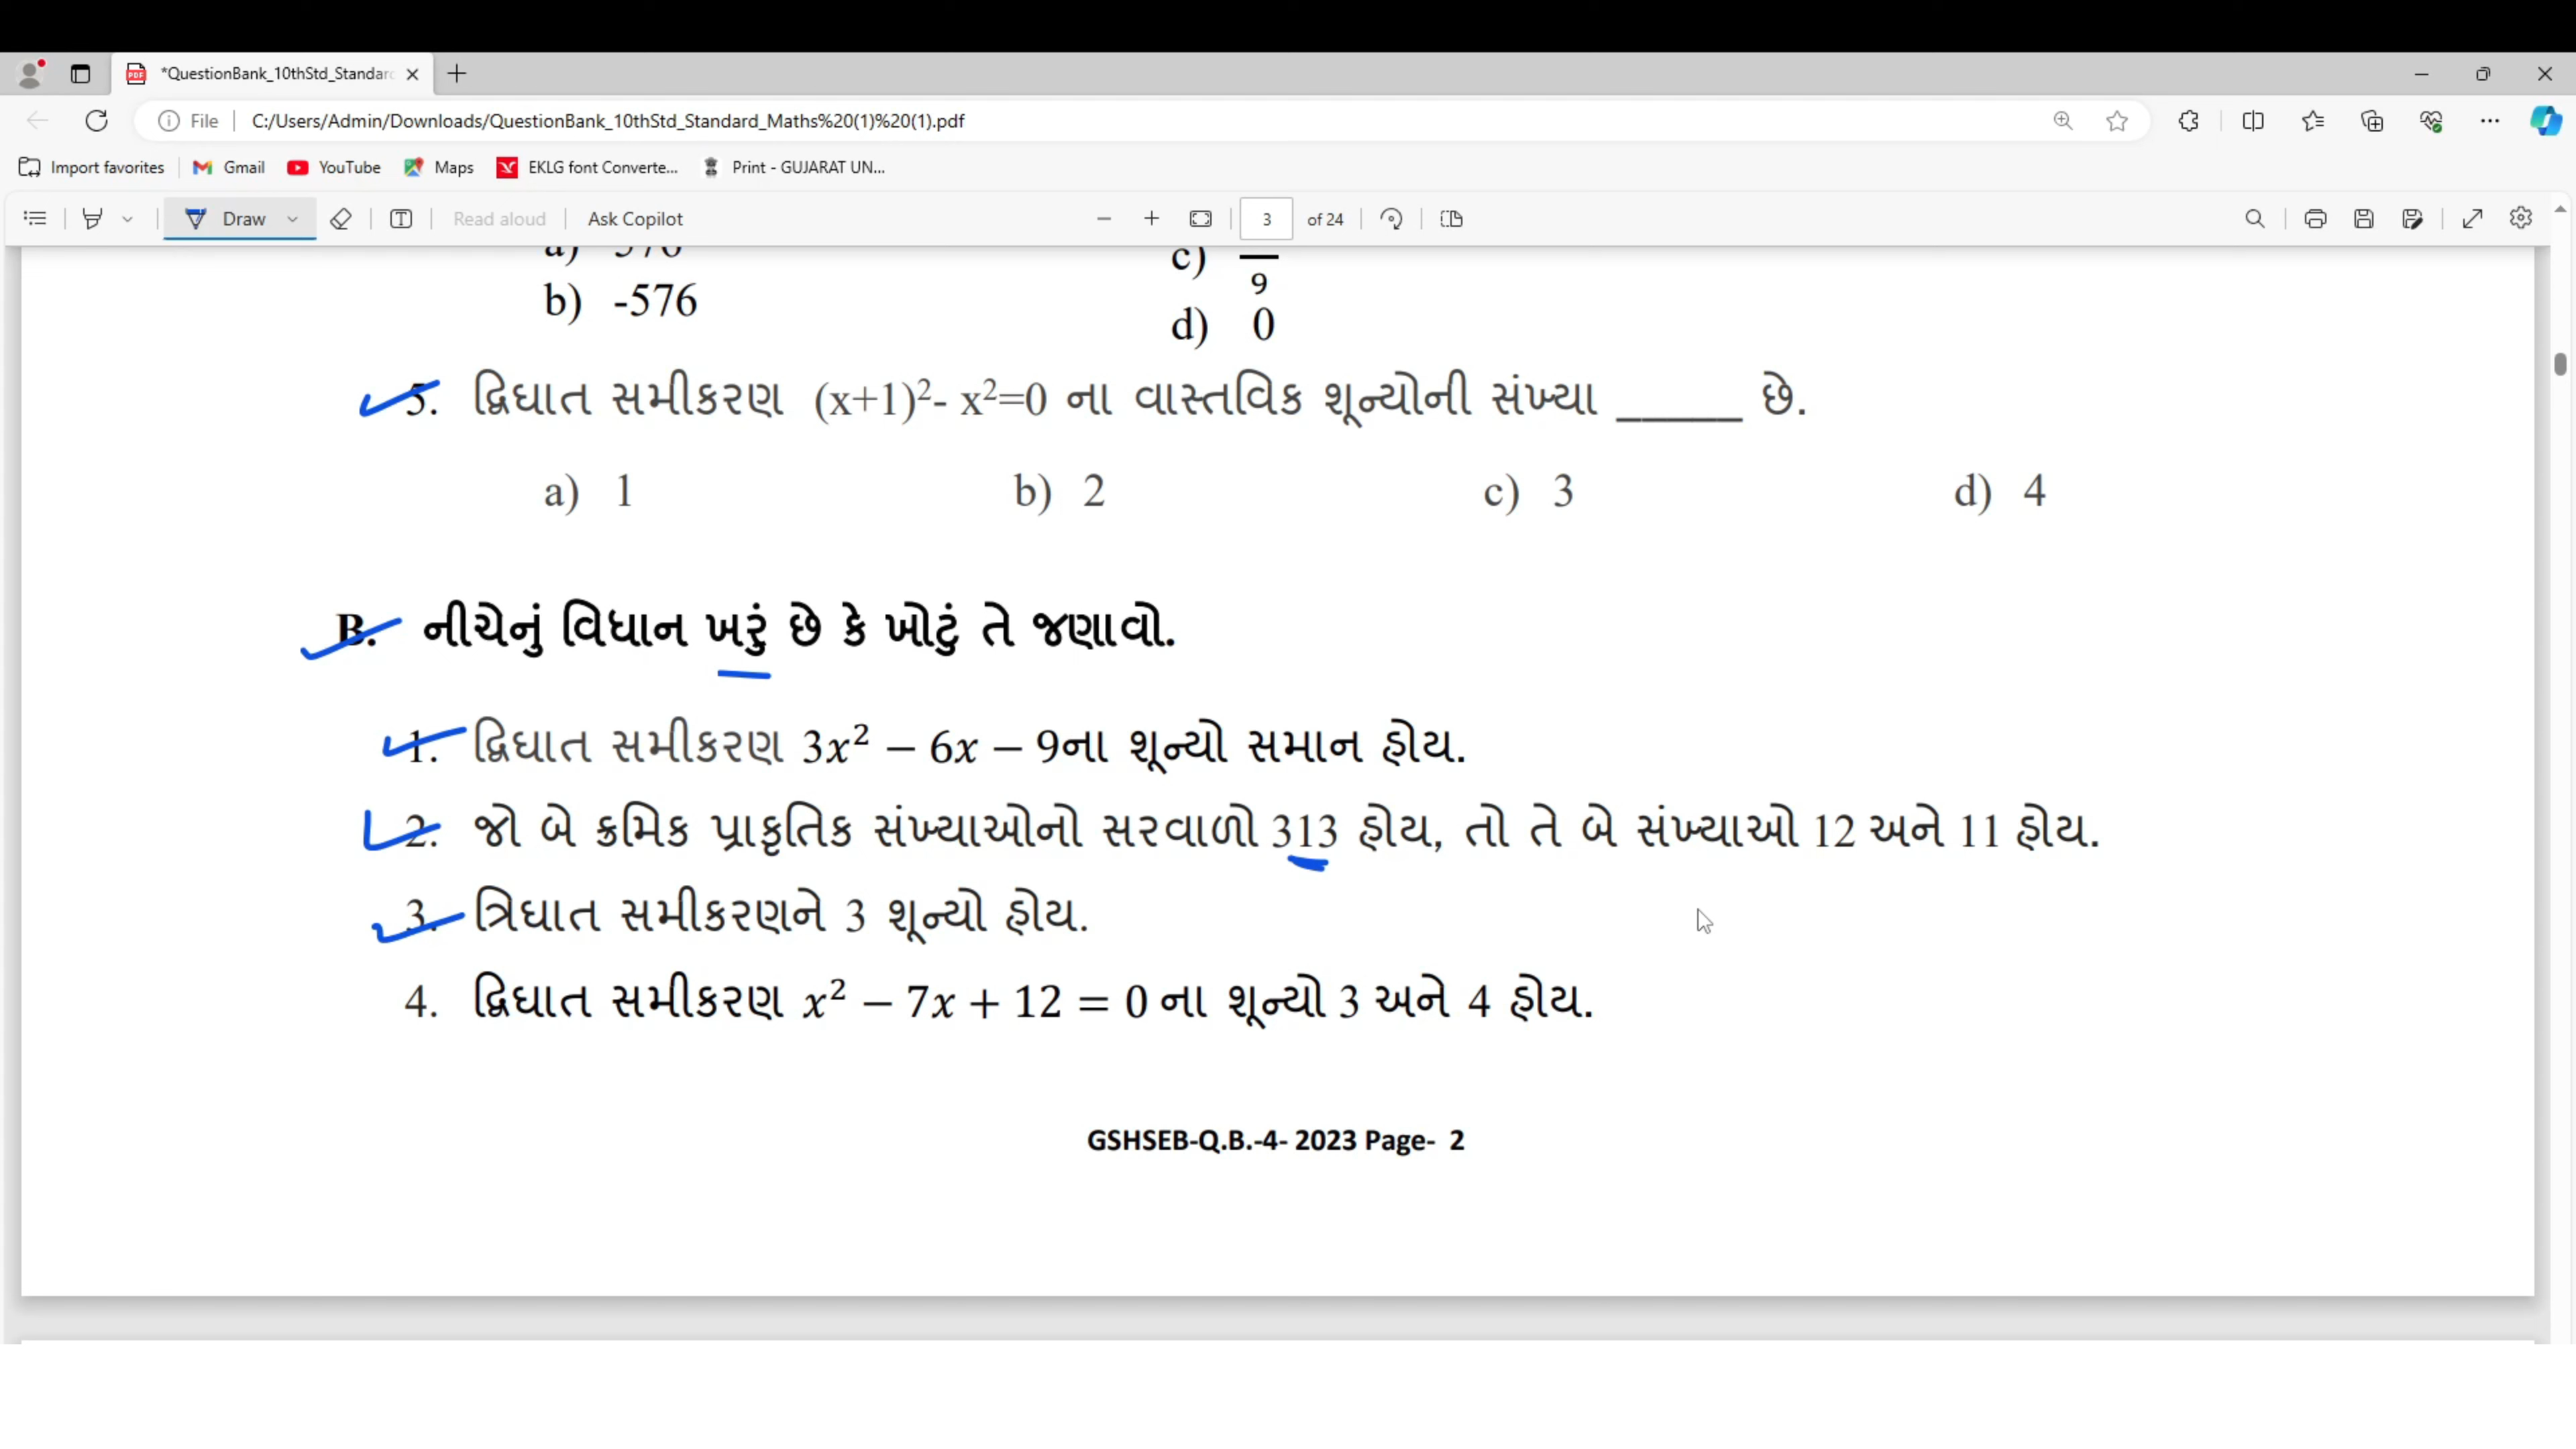 *QuestionBank_10thStd_Standard
File C:/Users/Admin/Downloads/QuestionBank_10thStd_Standard_Maths%20(1)%20(1).pdf
Import favorites Gmail YouTube Maps EKLG font Converte... Print - GUJARAT UN...
Draw Read aloud Ask Copilot 3 of 24
a) 576 c)
b) -576 9
d) 0
5. દ્વિઘાત સમીકરણ (x+1)²- x²=0 ના વાસ્તવિક શૂન્યોની સંખ્યા _____ છે.
a) 1 b) 2 c) 3 d) 4
B. નીચેનું વિધાન ખરું છે કે ખોટું તે જણાવો.
1. દ્વિઘાત સમીકરણ 3x² − 6x − 9ના શૂન્યો સમાન હોય.
2. જો બે ક્રમિક પ્રાકૃતિક સંખ્યાઓનો સરવાળો 313 હોય, તો તે બે સંખ્યાઓ 12 અને 11 હોય.
3. ત્રિઘાત સમીકરણને 3 શૂન્યો હોય.
4. દ્વિઘાત સમીકરણ x² − 7x + 12 = 0 ના શૂન્યો 3 અને 4 હોય.
GSHSEB-Q.B.-4- 2023 Page- 2